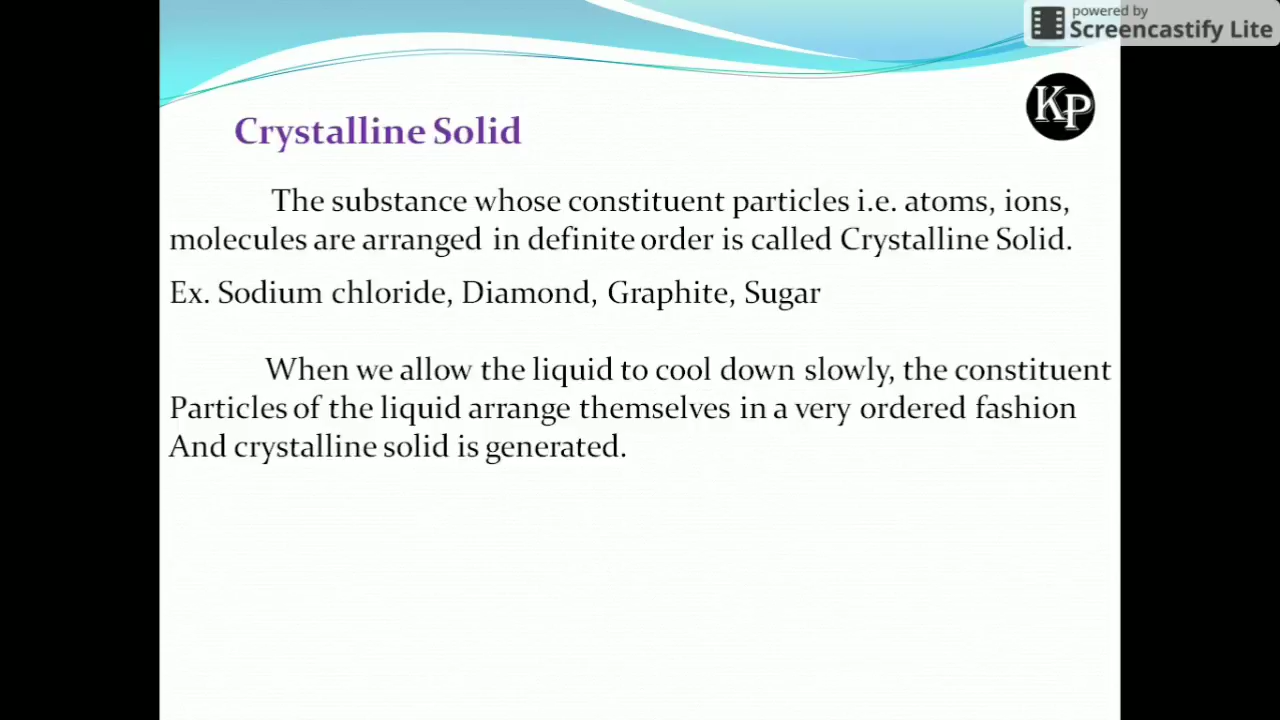 powered by
Screencastify Lite
KP
Crystalline Solid
The substance whose constituent particles i.e. atoms, ions,
molecules are arranged in definite order is called Crystalline Solid.
Ex. Sodium chloride, Diamond, Graphite, Sugar
When we allow the liquid to cool down slowly, the constituent
Particles of the liquid arrange themselves in a very ordered fashion
And crystalline solid is generated.